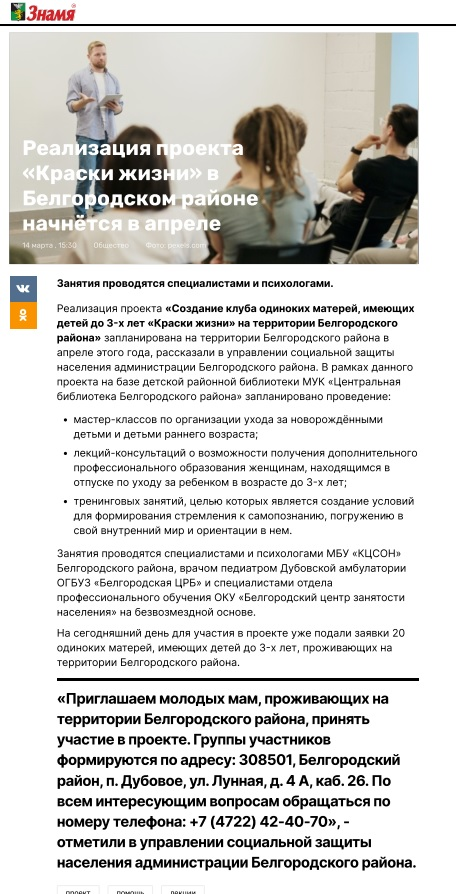 Знамя
Реализация проекта
«Краски жизни» в
Белгородском районе
начнётся в апреле
14 марта , 15:30 Общество Фото: pexels.com
Занятия проводятся специалистами и психологами.
Реализация проекта «Создание клуба одиноких матерей, имеющих
детей до 3-х лет «Краски жизни» на территории Белгородского
района» запланирована на территории Белгородского района в
апреле этого года, рассказали в управлении социальной защиты
населения администрации Белгородского района. В рамках данного
проекта на базе детской районной библиотеки МУК «Центральная
библиотека Белгородского района» запланировано проведение:
• мастер-классов по организации ухода за новорождёнными
детьми и детьми раннего возраста;
• лекций-консультаций о возможности получения дополнительного
профессионального образования женщинам, находящимся в
отпуске по уходу за ребенком в возрасте до 3-х лет;
• тренинговых занятий, целью которых является создание условий
для формирования стремления к самопознанию, погружению в
свой внутренний мир и ориентации в нем.
Занятия проводятся специалистами и психологами МБУ «КЦСОН»
Белгородского района, врачом педиатром Дубовской амбулатории
ОГБУЗ «Белгородская ЦРБ» и специалистами отдела
профессионального обучения ОКУ «Белгородский центр занятости
населения» на безвозмездной основе.
На сегодняшний день для участия в проекте уже подали заявки 20
одиноких матерей, имеющих детей до 3-х лет, проживающих на
территории Белгородского района.
«Приглашаем молодых мам, проживающих на
территории Белгородского района, принять
участие в проекте. Группы участников
формируются по адресу: 308501, Белгородский
район, п. Дубовое, ул. Лунная, д. 4 А, каб. 26. По
всем интересующим вопросам обращаться по
номеру телефона: +7 (4722) 42-40-70», -
отметили в управлении социальной защиты
населения администрации Белгородского района.
проект помощь лекции